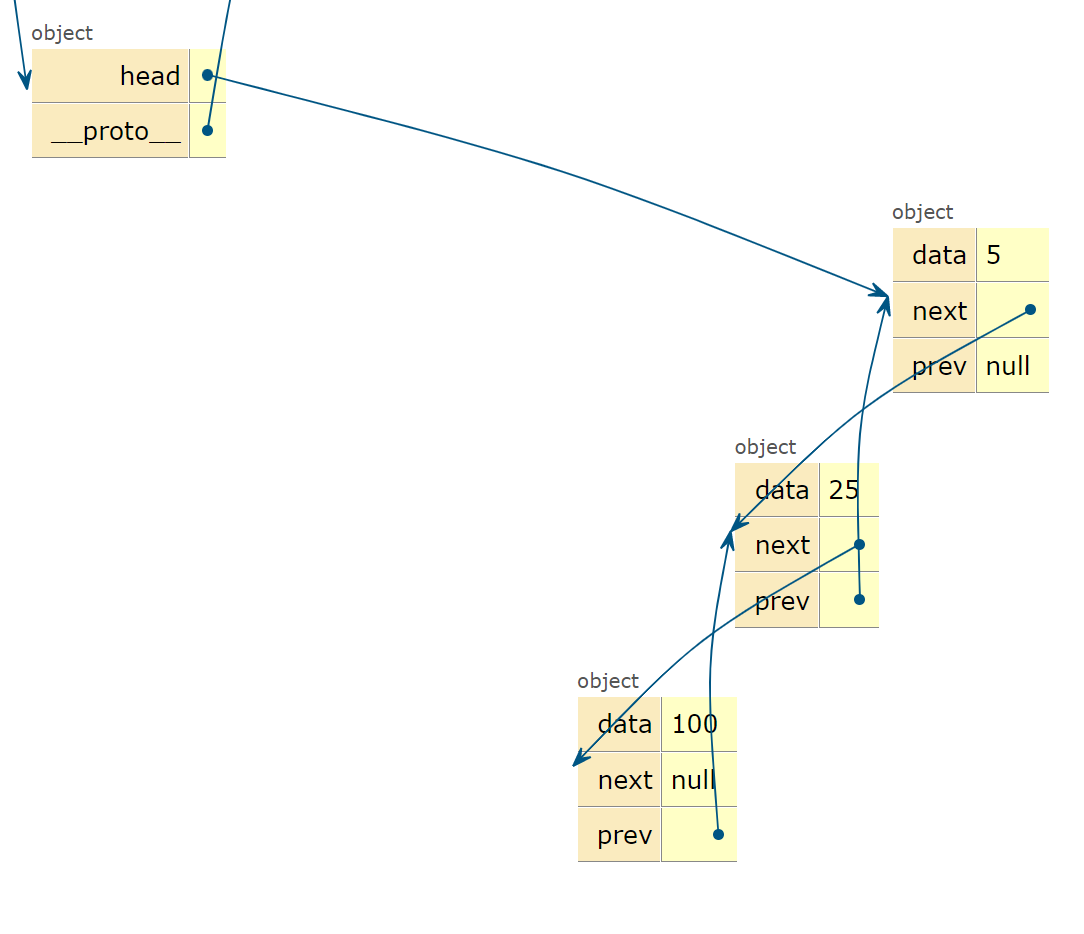 object
head
__proto__
object
data 5
next
prev null
object
data 25
next
prev
object
data 100
next null
prev